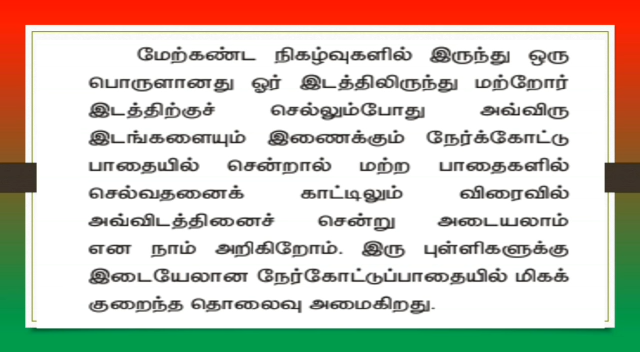 மேற்கண்ட நிகழ்வுகளில் இருந்து ஒரு
பொருளானது ஓர் இடத்திலிருந்து மற்றோர்
இடத்திற்குச் செல்லும்போது அவ்விரு
இடங்களையும் இணைக்கும் நேர்க்கோட்டு
பாதையில் சென்றால் மற்ற பாதைகளில்
செல்வதனைக் காட்டிலும் விரைவில்
அவ்விடத்தினைச் சென்று அடையலாம்
என நாம் அறிகிறோம். இரு புள்ளிகளுக்கு
இடையேலான நேர்கோட்டுப்பாதையில் மிகக்
குறைந்த தொலைவு அமைகிறது.